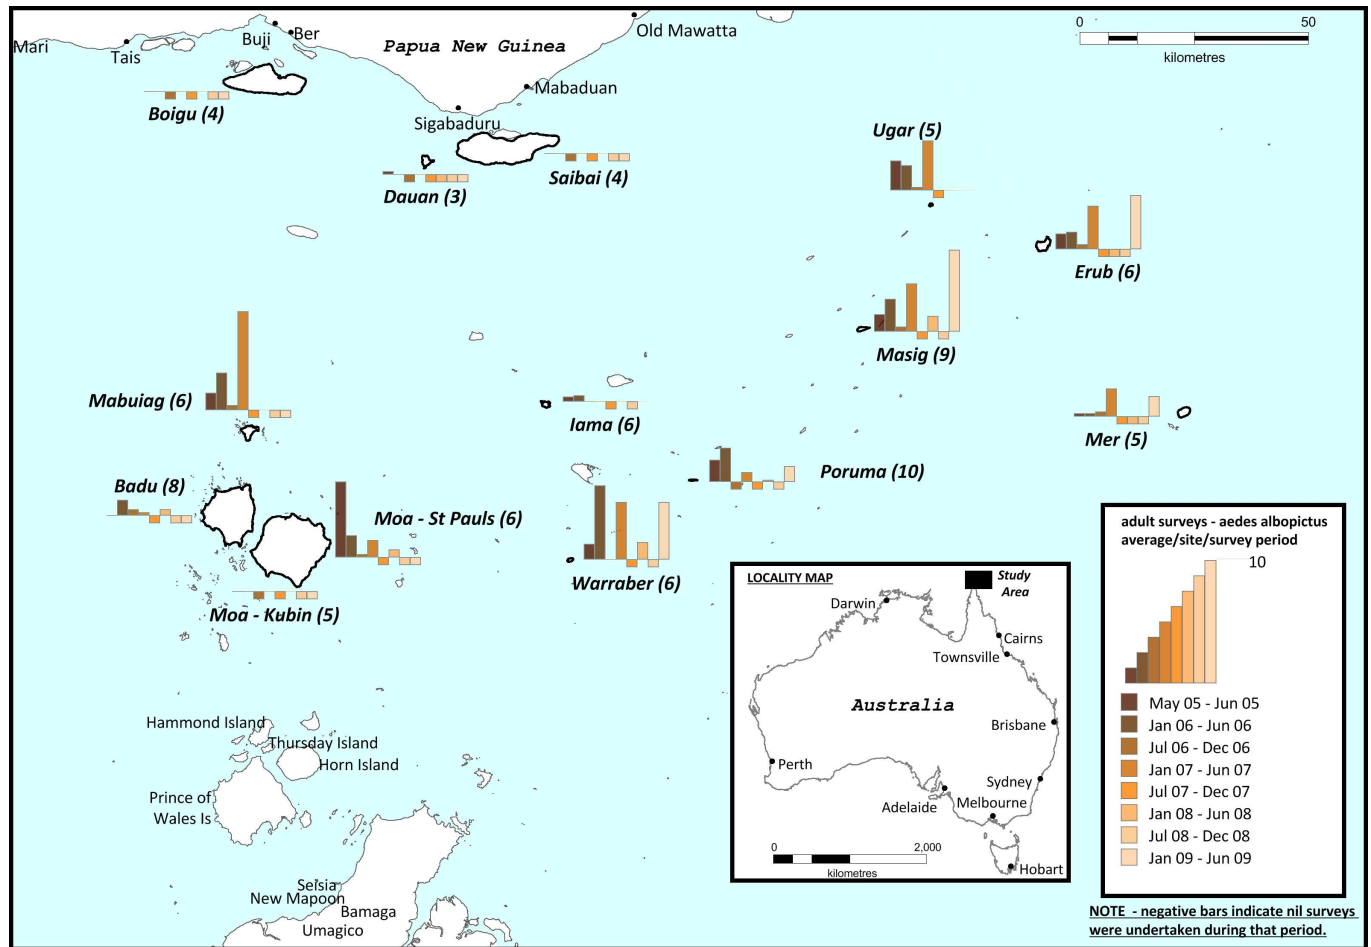 Old Mawatta
Buji
Ber
Mari
Tais
Papua New Guinea
0 50
kilometres
Mabaduan
Boigu (4)
Sigabaduru
Ugar (5)
Saibai (4)
Dauan (3)
Erub (6)
Masig (9)
Mabuiag (6)
Iama (6)
Mer (5)
Poruma (10)
Badu (8)
Moa - St Pauls (6)
Warraber (6)
Moa - Kubin (5)
Hammond Island
Thursday Island
Horn Island
Prince of
Wales Is
Seisia
New Mapoon
Bamaga
Umagico
LOCALITY MAP
Study
Area
Darwin
Cairns
Townsville
Australia
Brisbane
Perth
Sydney
Adelaide
Melbourne
0 2,000
kilometres
Hobart
adult surveys - aedes albopictus
average/site/survey period
10
May 05 - Jun 05
Jan 06 - Jun 06
Jul 06 - Dec 06
Jan 07 - Jun 07
Jul 07 - Dec 07
Jan 08 - Jun 08
Jul 08 - Dec 08
Jan 09 - Jun 09
NOTE - negative bars indicate nil surveys
were undertaken during that period.